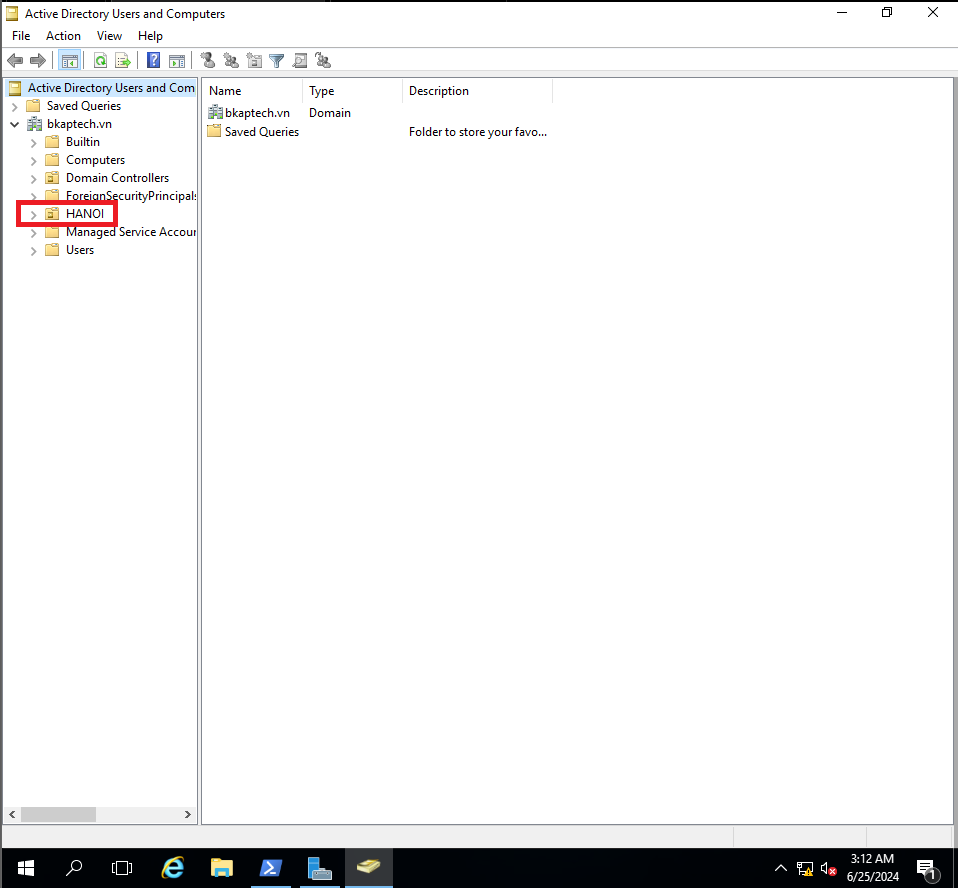 Active Directory Users and Computers
File Action View Help
Active Directory Users and Com
Saved Queries
bkaptech.vn
Builtin
Computers
Domain Controllers
ForeignSecurityPrincipals
HANOI
Managed Service Accoun
Users
Name Type Description
bkaptech.vn Domain
Saved Queries Folder to store your favo...
3:12 AM
6/25/2024
1